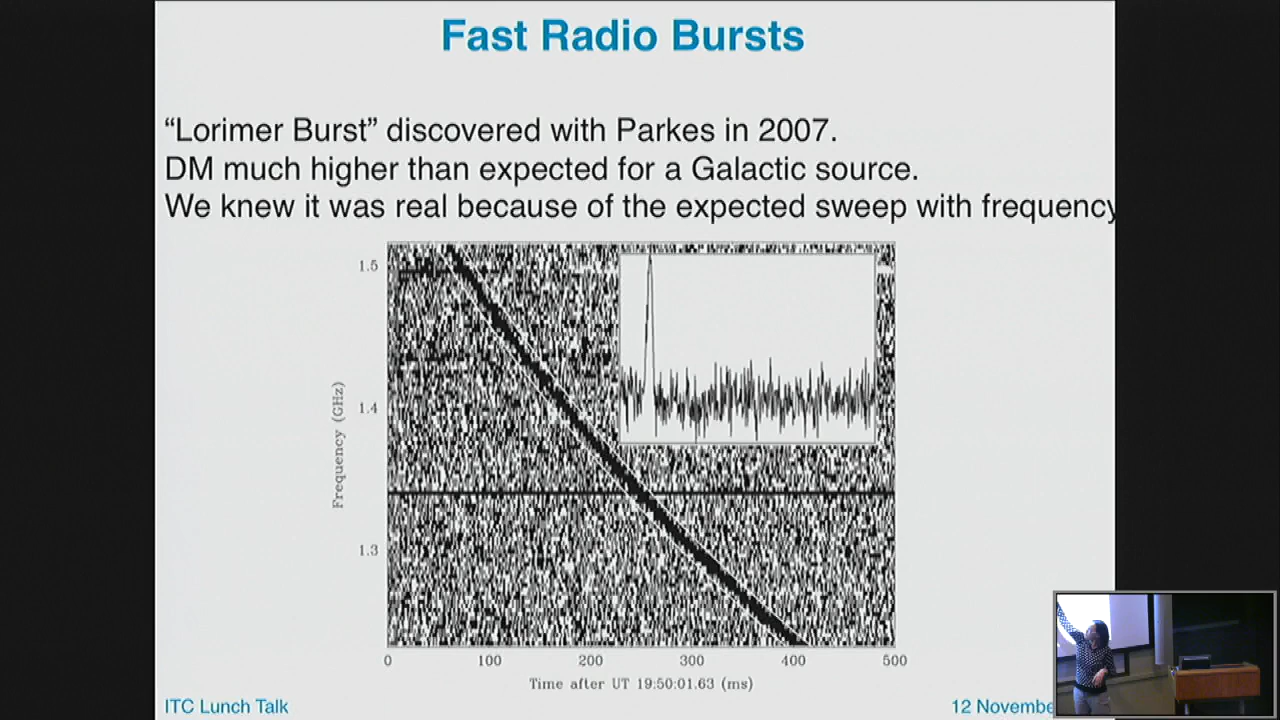 Fast Radio Bursts
“Lorimer Burst” discovered with Parkes in 2007.
DM much higher than expected for a Galactic source.
We knew it was real because of the expected sweep with frequency
1.5
1.4
1.3
Frequency (GHz)
0 100 200 300 400 500
Time after UT 19:50:01.63 (ms)
ITC Lunch Talk
12 Novembe